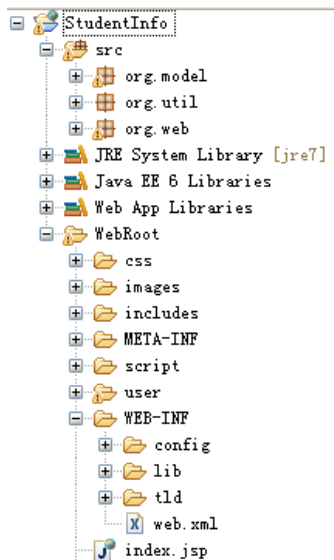 StudentInfo
src
org.model
org.util
org.web
JRE System Library [jre7]
Java EE 6 Libraries
Web App Libraries
WebRoot
css
images
includes
META-INF
script
user
WEB-INF
config
lib
tld
web.xml
index.jsp